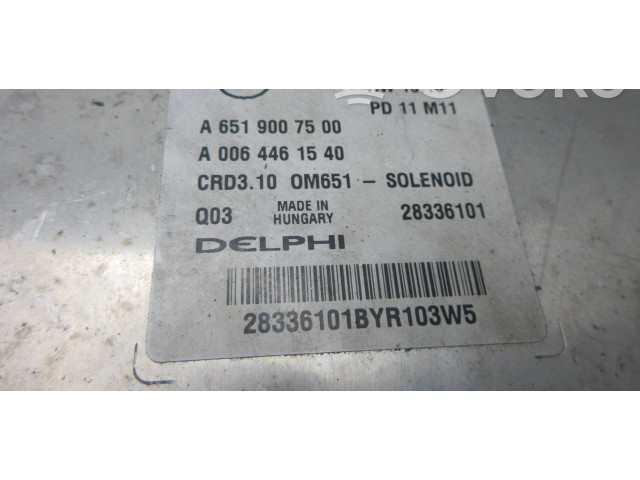 PD 11 M11
A 651 900 75 00
A 006 446 15 40
CRD3.10 OM651 - SOLENOID
Q03 MADE IN HUNGARY 28336101
DELPHI
28336101BYR103W5